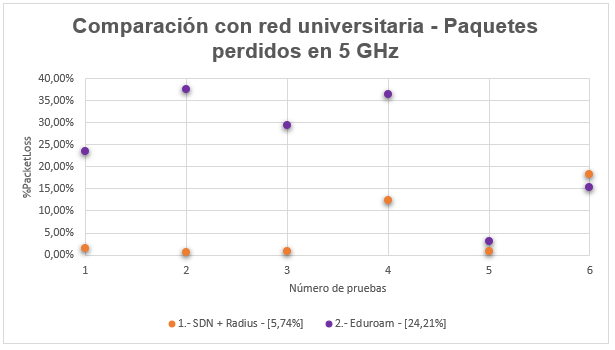 Comparación con red universitaria - Paquetes
perdidos en 5 GHz
40,00%
35,00%
30,00%
25,00%
20,00%
15,00%
10,00%
5,00%
0,00%
%PacketLoss
1 2 3 4 5 6
Número de pruebas
1.- SDN + Radius - [5,74%] 2.- Eduroam - [24,21%]